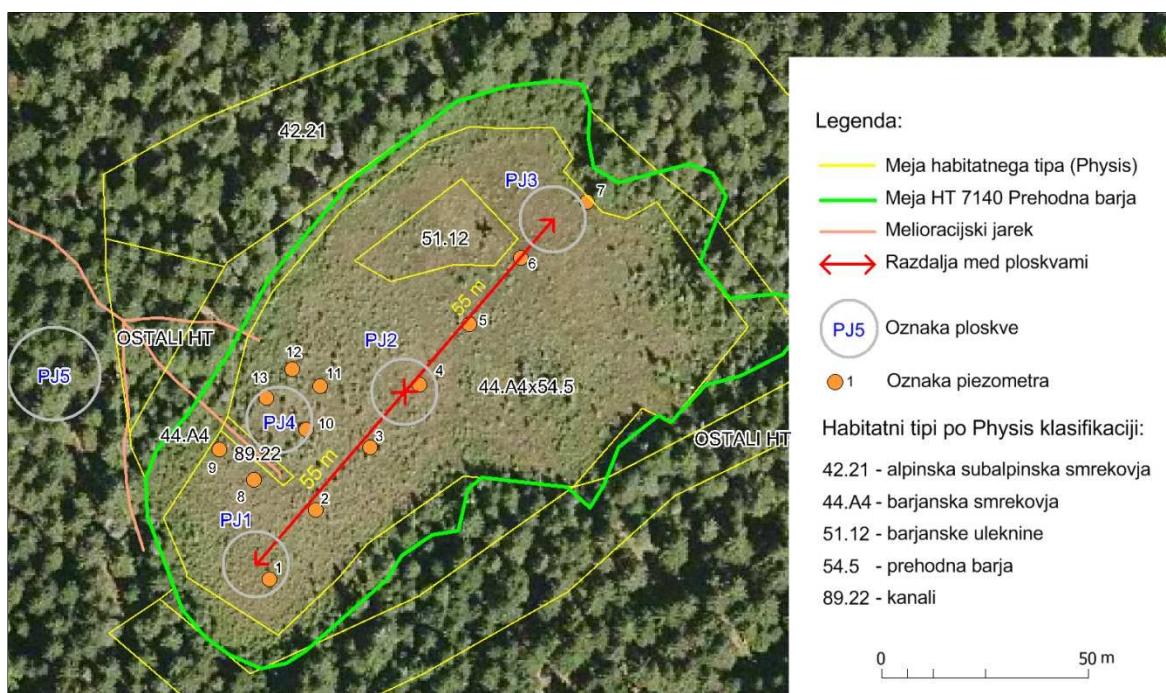 42.21
PJ3
7
51.12
6
55 m
5
OSTALI HT
PJ5
PJ2
12
11
4
44.A4x54.5
13
PJ4
10
44.A4
89.22
3
OSTALI HT
9
8
55 m
2
PJ1
1
Legenda:
Meja habitatnega tipa (Physis)
Meja HT 7140 Prehodna barja
Melioracijski jarek
Razdalja med ploskvami
PJ5 Oznaka ploskve
1 Oznaka piezometra
Habitatni tipi po Physis klasifikaciji:
42.21 - alpinska subalpinska smrekovja
44.A4 - barjanska smrekovja
51.12 - barjanske uleknine
54.5 - prehodna barja
89.22 - kanali
0 50 m